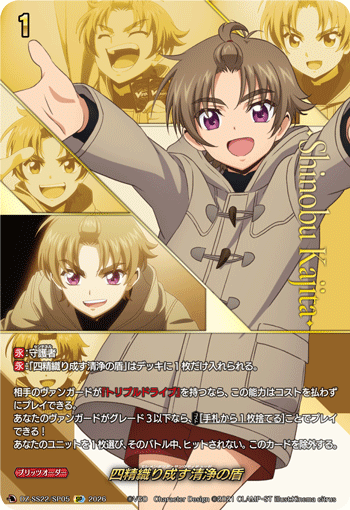 1
Shinobu Kajita
永:守護者
永:「四精織り成す清浄の盾」はデッキに1枚だけ入れられる。
相手のヴァンガードが『トリプルドライブ』を持つなら、この能力はコストを払わず
にプレイできる。
あなたのヴァンガードがグレード3以下なら、【手札から1枚捨てる】ことでプレイ
できる!
あなたのユニットを1枚選び、そのバトル中、ヒットされない。このカードを除外する。
ブリッツオーダー
四精織り成す清浄の盾
DZ-SS22-SP05 SP 2026 ©VSD Character Design ©2021 CLAMP・ST illust:Kinema citrus